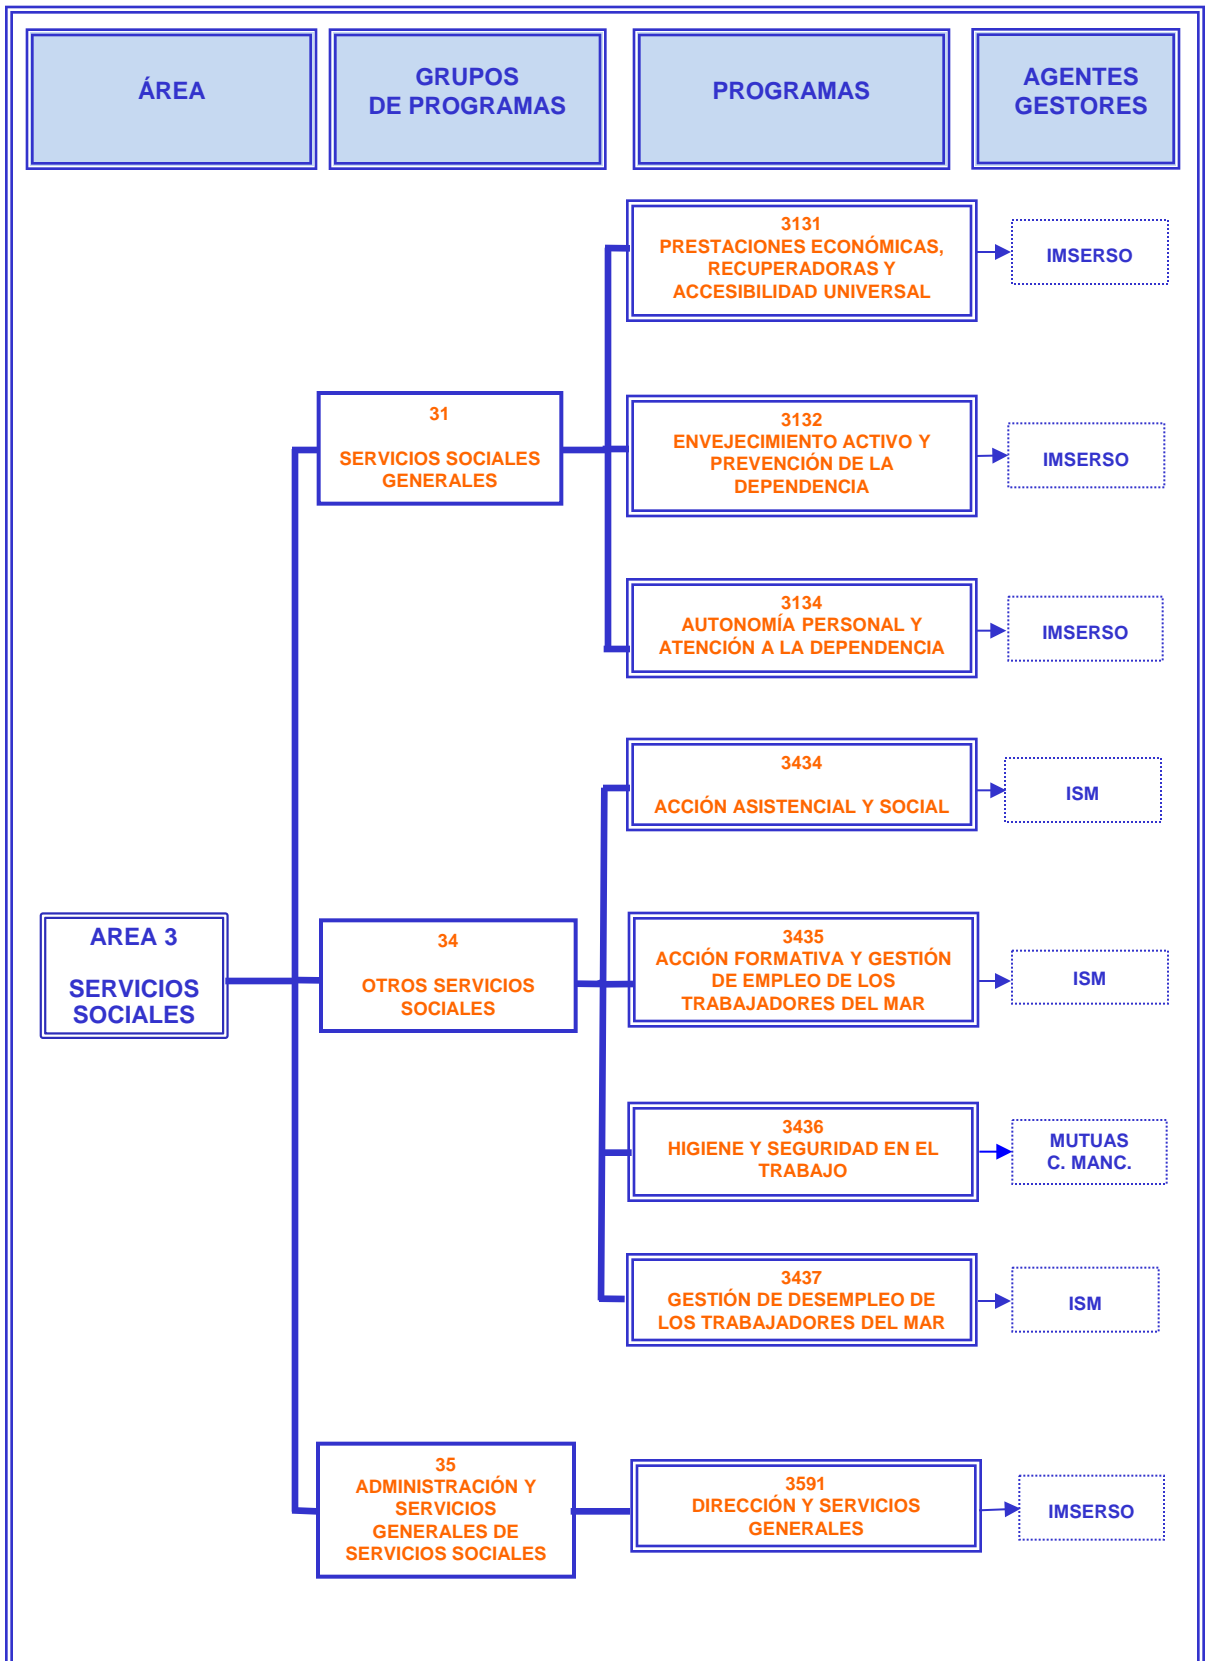 ÁREA
GRUPOS
DE PROGRAMAS
PROGRAMAS
AGENTES
GESTORES
3131
PRESTACIONES ECONÓMICAS,
RECUPERADORAS Y
ACCESIBILIDAD UNIVERSAL
IMSERSO
31
SERVICIOS SOCIALES
GENERALES
3132
ENVEJECIMIENTO ACTIVO Y
PREVENCIÓN DE LA
DEPENDENCIA
IMSERSO
3134
AUTONOMÍA PERSONAL Y
ATENCIÓN A LA DEPENDENCIA
IMSERSO
3434
ACCIÓN ASISTENCIAL Y SOCIAL
ISM
AREA 3
SERVICIOS
SOCIALES
34
OTROS SERVICIOS
SOCIALES
3435
ACCIÓN FORMATIVA Y GESTIÓN
DE EMPLEO DE LOS
TRABAJADORES DEL MAR
ISM
3436
HIGIENE Y SEGURIDAD EN EL
TRABAJO
MUTUAS
C. MANC.
3437
GESTIÓN DE DESEMPLEO DE
LOS TRABAJADORES DEL MAR
ISM
35
ADMINISTRACIÓN Y
SERVICIOS
GENERALES DE
SERVICIOS SOCIALES
3591
DIRECCIÓN Y SERVICIOS
GENERALES
IMSERSO